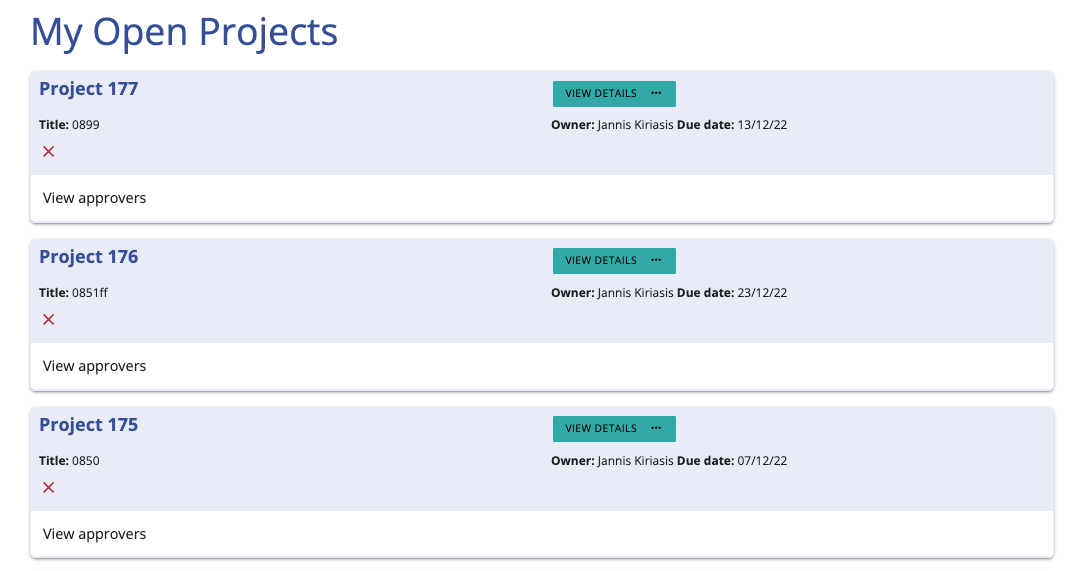 My Open Projects
Project 177
VIEW DETAILS ···
Title: 0899
Owner: Jannis Kiriasis Due date: 13/12/22
View approvers
Project 176
VIEW DETAILS ···
Title: 0851ff
Owner: Jannis Kiriasis Due date: 23/12/22
View approvers
Project 175
VIEW DETAILS ···
Title: 0850
Owner: Jannis Kiriasis Due date: 07/12/22
View approvers